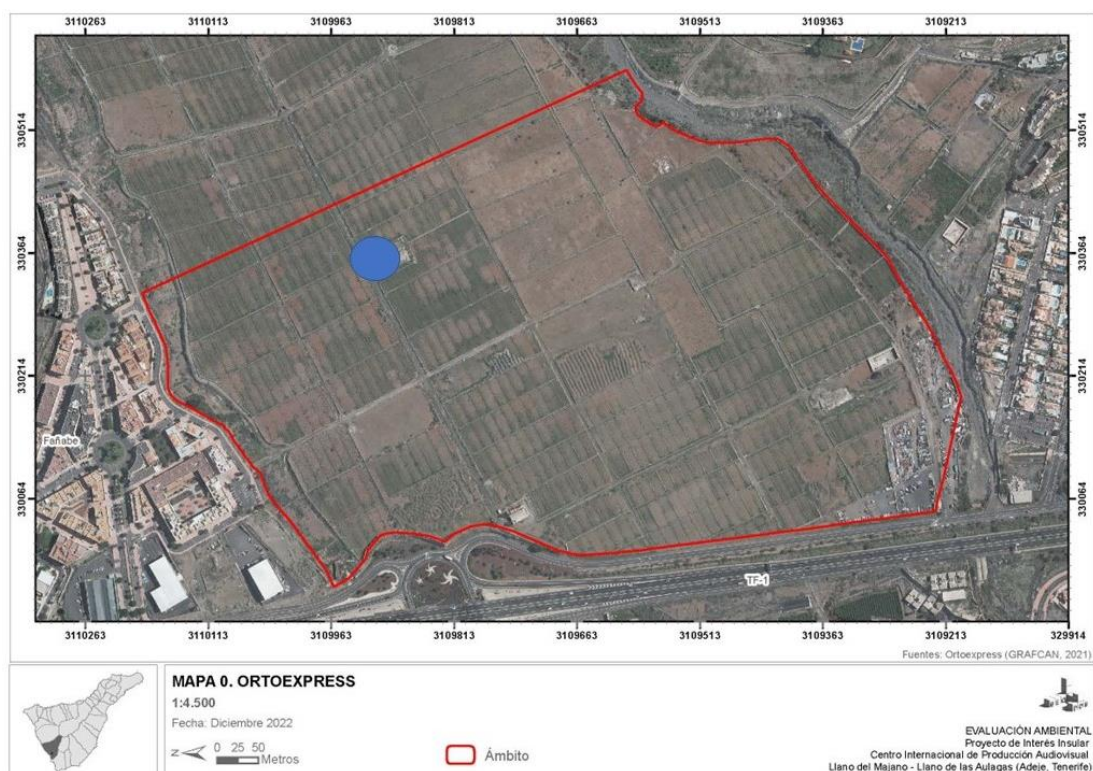 3110263 3110113 3109963 3109813 3109663 3109513 3109363 3109213
330514 330514
330364 330364
330214 330214
Fañabe
330064 330064
TF-1
3110263 3110113 3109963 3109813 3109663 3109513 3109363 3109213 329914
Fuentes: Ortoexpress (GRAFCAN, 2021)
MAPA 0. ORTOEXPRESS
1:4.500
Fecha: Diciembre 2022
N 0 25 50
Metros
Ámbito
EVALUACIÓN AMBIENTAL
Proyecto de Interés Insular
Centro Internacional de Producción Audiovisual
Llano del Majano - Llano de las Aulagas (Adeje, Tenerife)